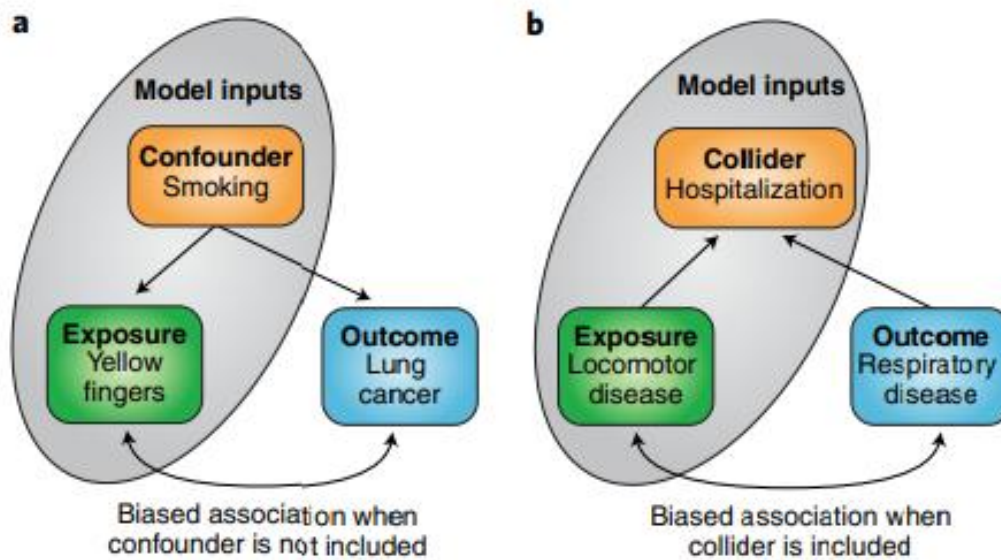 a
Model inputs
Confounder
Smoking
Exposure
Yellow
fingers
Outcome
Lung
cancer
Biased association when
confounder is not included
b
Model inputs
Collider
Hospitalization
Exposure
Locomotor
disease
Outcome
Respiratory
disease
Biased association when
collider is included